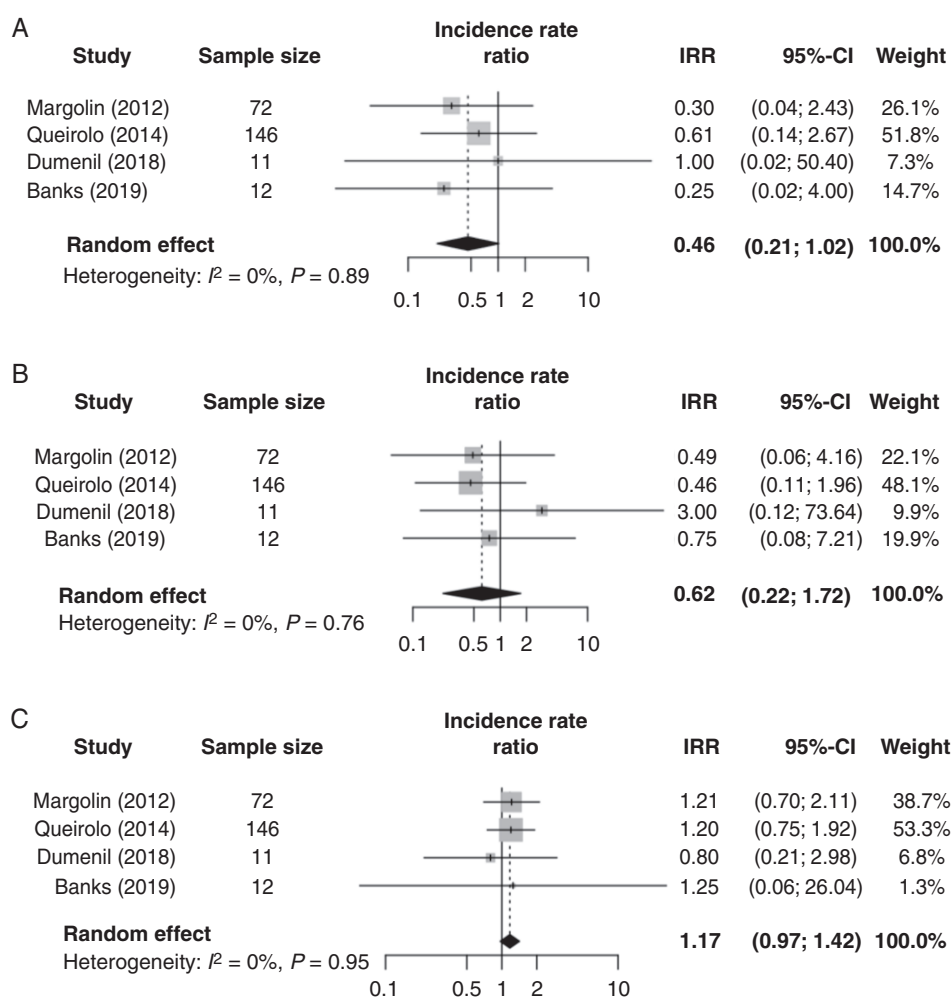 A
Incidence rate
Study Sample size ratio IRR 95%-CI Weight
Margolin (2012) 72 0.30 (0.04; 2.43) 26.1%
Queirolo (2014) 146 0.61 (0.14; 2.67) 51.8%
Dumenil (2018) 11 1.00 (0.02; 50.40) 7.3%
Banks (2019) 12 0.25 (0.02; 4.00) 14.7%
Random effect 0.46 (0.21; 1.02) 100.0%
Heterogeneity: I² = 0%, P = 0.89
0.1 0.5 1 2 10
B
Incidence rate
Study Sample size ratio IRR 95%-CI Weight
Margolin (2012) 72 0.49 (0.06; 4.16) 22.1%
Queirolo (2014) 146 0.46 (0.11; 1.96) 48.1%
Dumenil (2018) 11 3.00 (0.12; 73.64) 9.9%
Banks (2019) 12 0.75 (0.08; 7.21) 19.9%
Random effect 0.62 (0.22; 1.72) 100.0%
Heterogeneity: I² = 0%, P = 0.76
0.1 0.5 1 2 10
C
Incidence rate
Study Sample size ratio IRR 95%-CI Weight
Margolin (2012) 72 1.21 (0.70; 2.11) 38.7%
Queirolo (2014) 146 1.20 (0.75; 1.92) 53.3%
Dumenil (2018) 11 0.80 (0.21; 2.98) 6.8%
Banks (2019) 12 1.25 (0.06; 26.04) 1.3%
Random effect 1.17 (0.97; 1.42) 100.0%
Heterogeneity: I² = 0%, P = 0.95
0.1 0.5 1 2 10